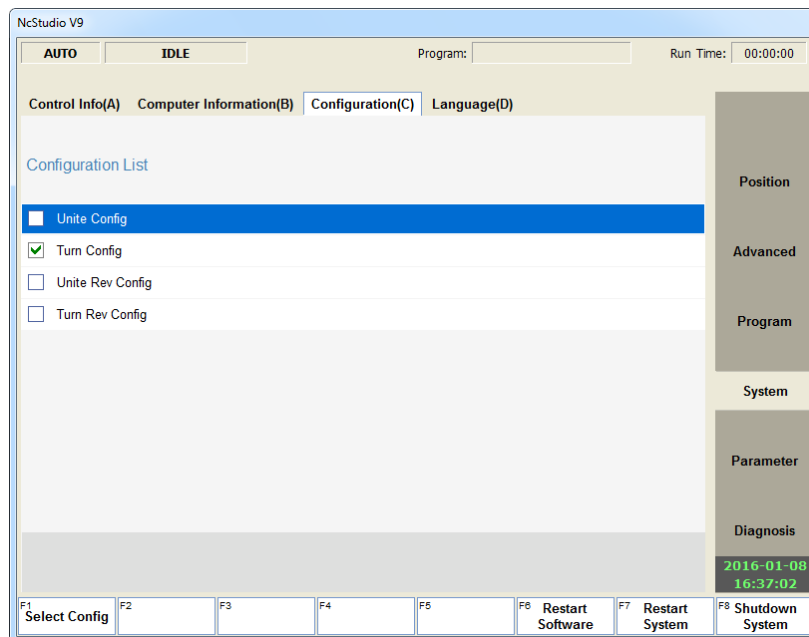 NcStudio V9
AUTO IDLE Program: Run Time: 00:00:00
Control Info(A) Computer Information(B) Configuration(C) Language(D)
Configuration List
Unite Config
Turn Config
Unite Rev Config
Turn Rev Config
Position
Advanced
Program
System
Parameter
Diagnosis
2016-01-08
16:37:02
F1 Select Config
F2
F3
F4
F5
F6 Restart
Software
F7 Restart
System
F8 Shutdown
System